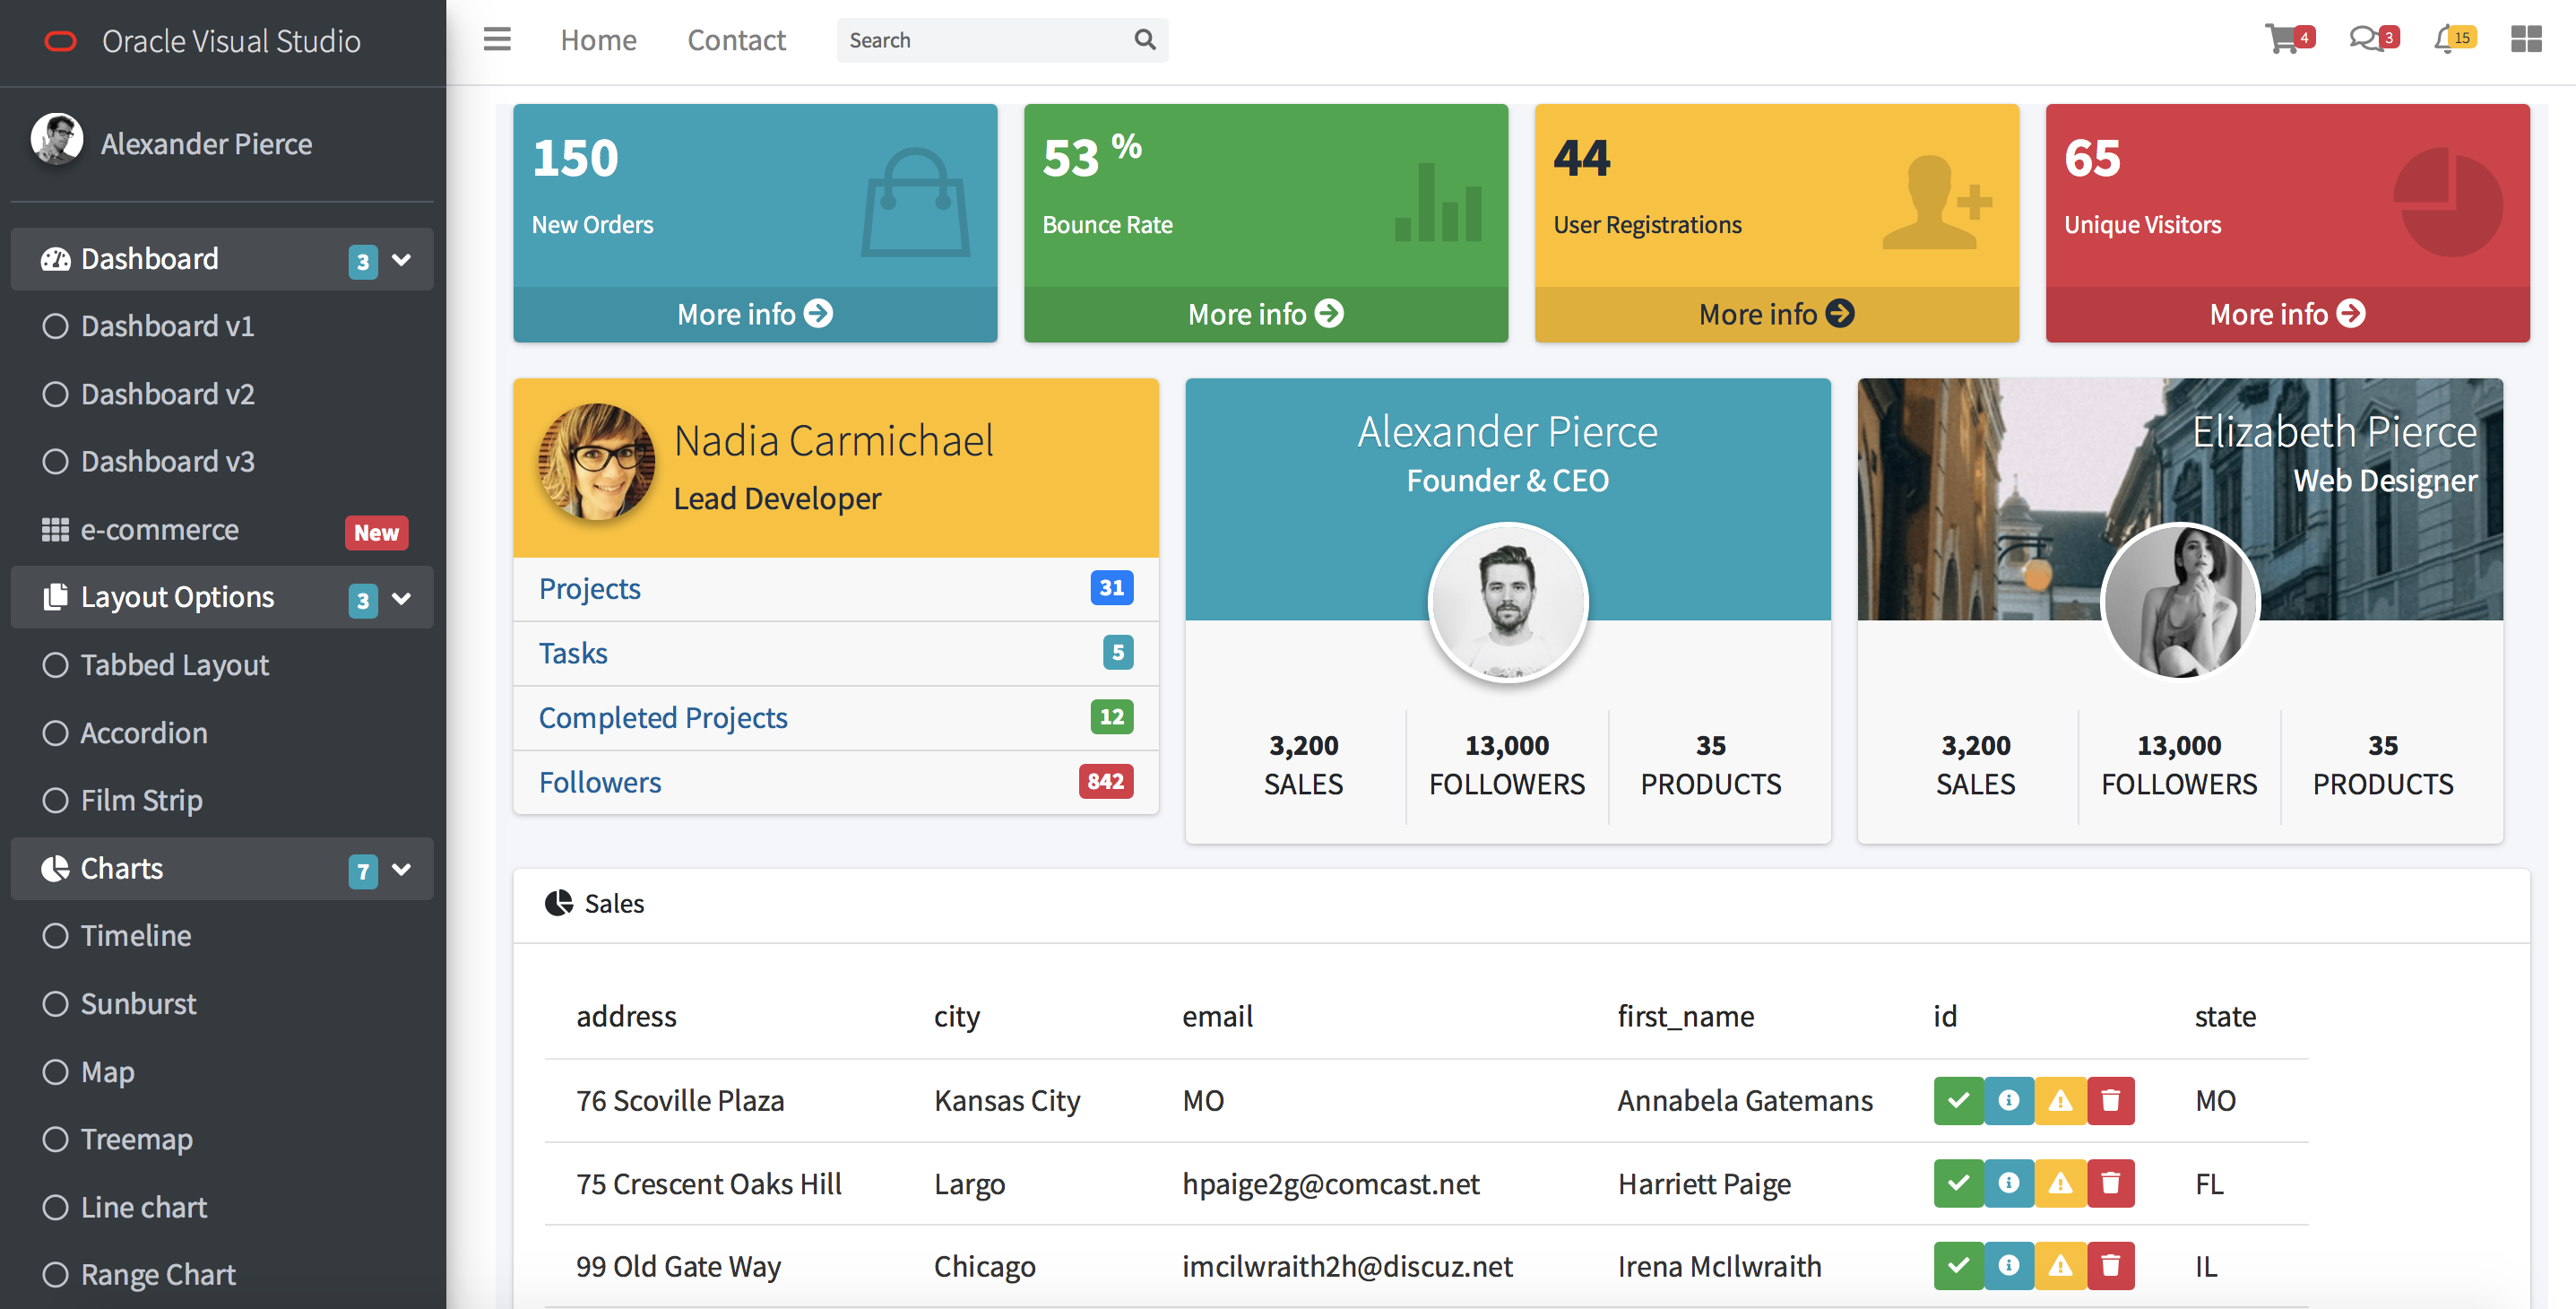 Oracle Visual Studio
Home Contact Search 4 3 15
Alexander Pierce
Dashboard 3
Dashboard v1
Dashboard v2
Dashboard v3
e-commerce New
Layout Options 3
Tabbed Layout
Accordion
Film Strip
Charts 7
Timeline
Sunburst
Map
Treemap
Line chart
Range Chart
150
New Orders
More info
53 %
Bounce Rate
More info
44
User Registrations
More info
65
Unique Visitors
More info
Nadia Carmichael
Lead Developer
Projects 31
Tasks 5
Completed Projects 12
Followers 842
Alexander Pierce
Founder & CEO
3,200 13,000 35
SALES FOLLOWERS PRODUCTS
Elizabeth Pierce
Web Designer
3,200 13,000 35
SALES FOLLOWERS PRODUCTS
Sales
address city email first_name id state
76 Scoville Plaza Kansas City MO Annabela Gatemans MO
75 Crescent Oaks Hill Largo hpaige2g@comcast.net Harriett Paige FL
99 Old Gate Way Chicago imcilwraith2h@discuz.net Irena McIlwraith IL